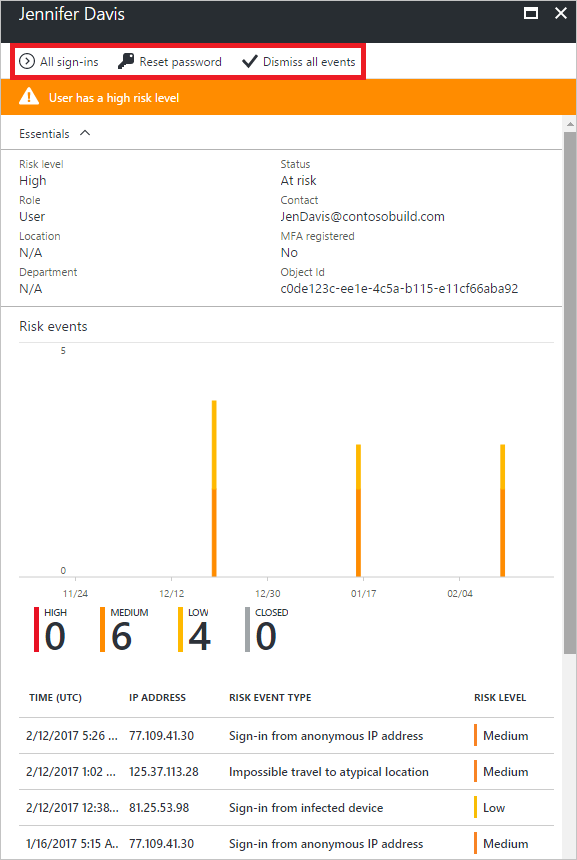 Jennifer Davis
All sign-ins Reset password Dismiss all events
User has a high risk level
Essentials
Risk level Status
High At risk
Role Contact
User JenDavis@contosobuild.com
Location MFA registered
N/A No
Department Object Id
N/A c0de123c-ee1e-4c5a-b115-e11cf66aba92
Risk events
5
0
11/24 12/12 12/30 01/17 02/04
HIGH MEDIUM LOW CLOSED
0 6 4 0
TIME (UTC) IP ADDRESS RISK EVENT TYPE RISK LEVEL
2/12/2017 5:26 ... 77.109.41.30 Sign-in from anonymous IP address Medium
2/12/2017 1:02 ... 125.37.113.28 Impossible travel to atypical location Medium
2/12/2017 12:38... 81.25.53.98 Sign-in from infected device Low
1/16/2017 5:15 A... 77.109.41.30 Sign-in from anonymous IP address Medium